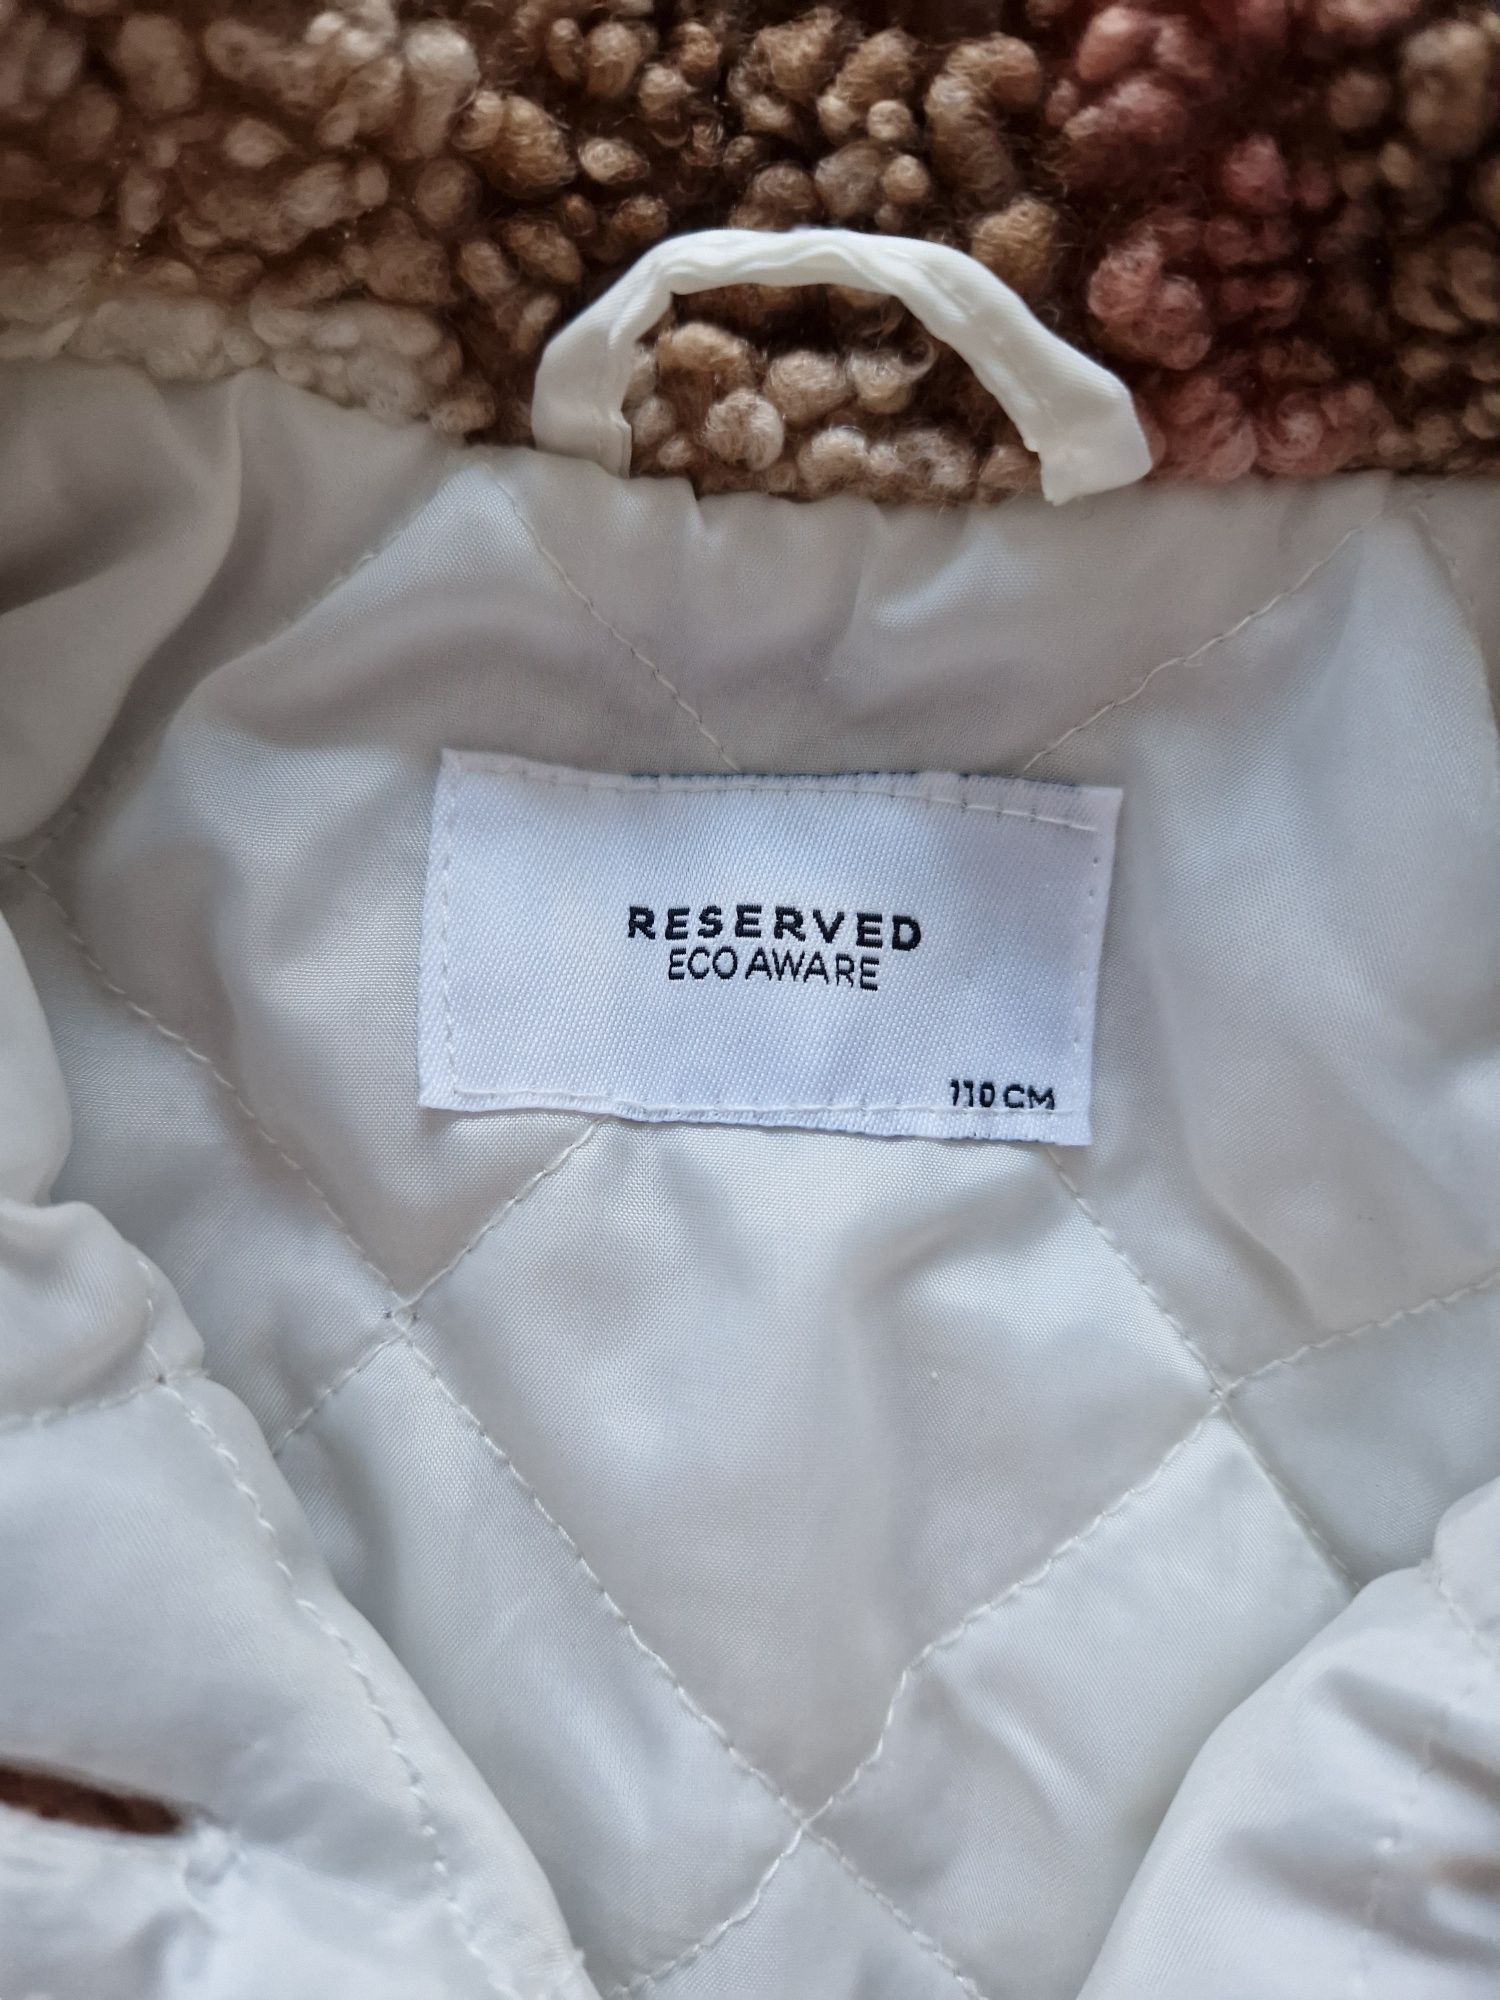 RESERVED
ECO AWARE
110 CM